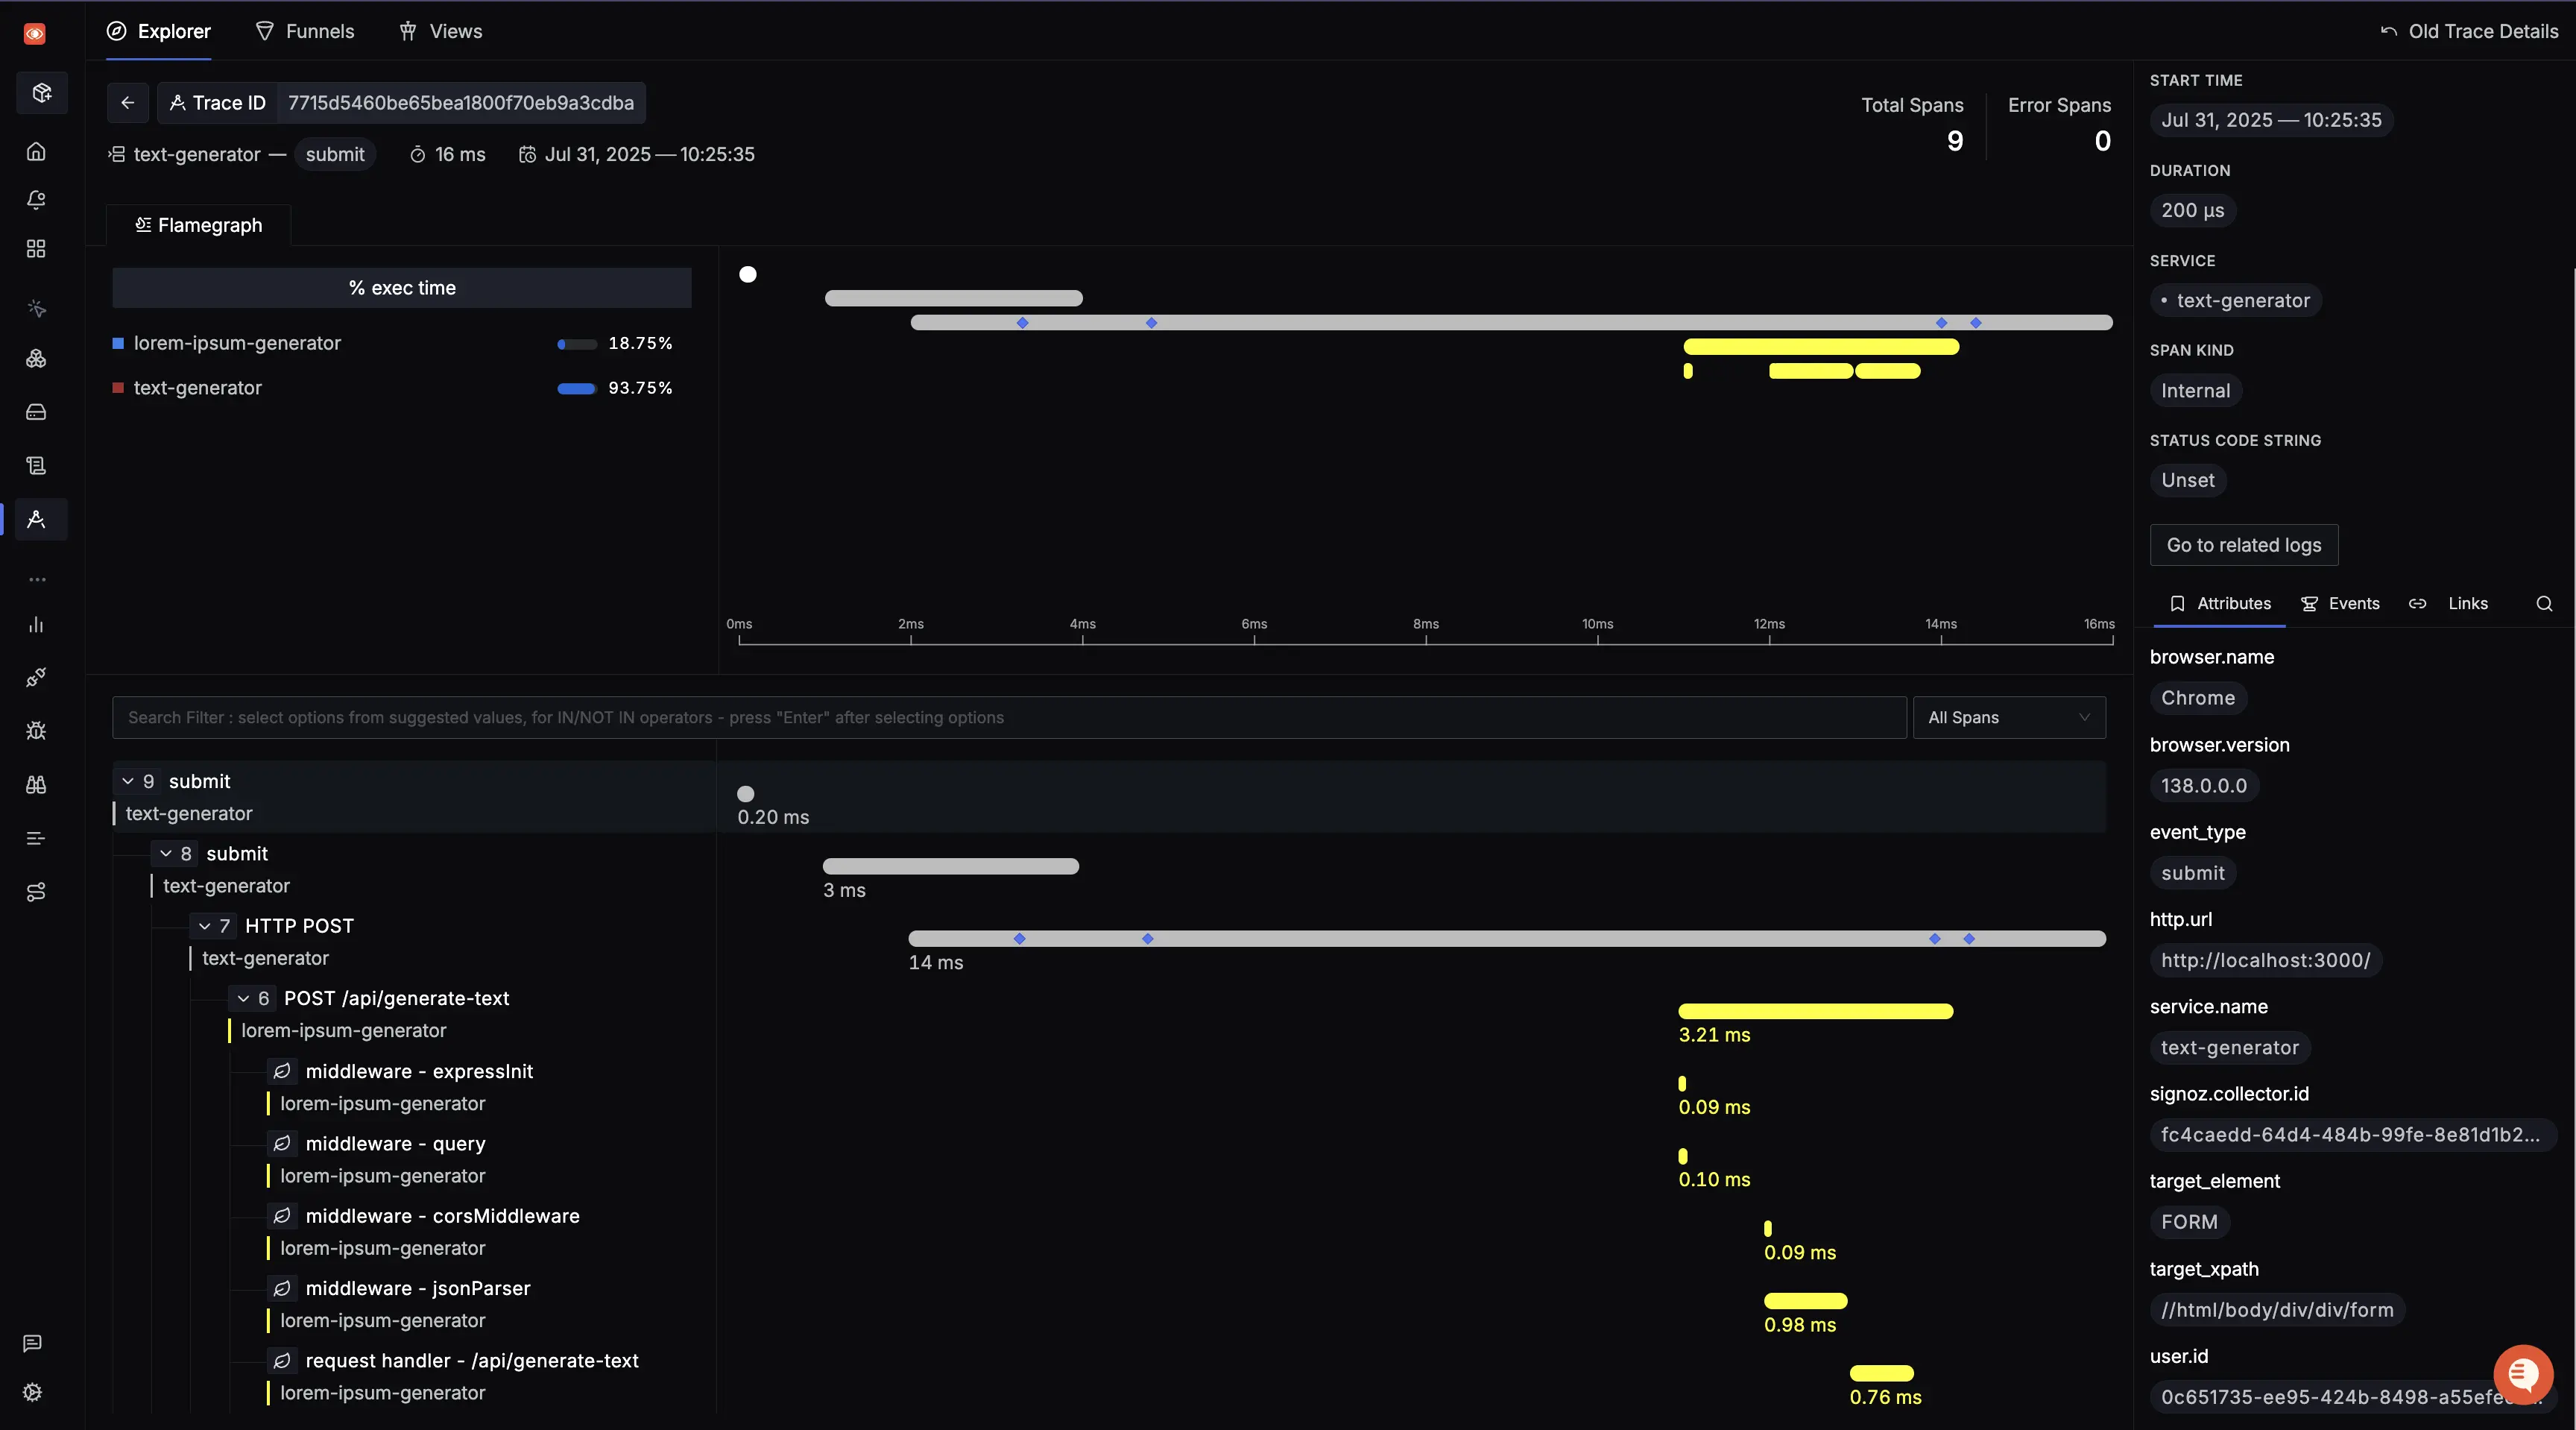 Explorer
Funnels
Views
Old Trace Details
Trace ID 7715d5460be65bea1800f70eb9a3cdba
text-generator — submit 16 ms Jul 31, 2025 — 10:25:35
Total Spans
9
Error Spans
0
Flamegraph
% exec time
lorem-ipsum-generator 18.75%
text-generator 93.75%
0ms 2ms 4ms 6ms 8ms 10ms 12ms 14ms 16ms
Search Filter : select options from suggested values, for IN/NOT IN operators - press "Enter" after selecting options
All Spans
9 submit
text-generator
0.20 ms
8 submit
text-generator
3 ms
7 HTTP POST
text-generator
14 ms
6 POST /api/generate-text
lorem-ipsum-generator
3.21 ms
middleware - expressInit
lorem-ipsum-generator
0.09 ms
middleware - query
lorem-ipsum-generator
0.10 ms
middleware - corsMiddleware
lorem-ipsum-generator
0.09 ms
middleware - jsonParser
lorem-ipsum-generator
0.98 ms
request handler - /api/generate-text
lorem-ipsum-generator
0.76 ms
START TIME
Jul 31, 2025 — 10:25:35
DURATION
200 µs
SERVICE
• text-generator
SPAN KIND
Internal
STATUS CODE STRING
Unset
Go to related logs
Attributes Events Links
browser.name
Chrome
browser.version
138.0.0.0
event_type
submit
http.url
http://localhost:3000/
service.name
text-generator
signoz.collector.id
fc4caedd-64d4-484b-99fe-8e81d1b2...
target_element
FORM
target_xpath
//html/body/div/div/form
user.id
0c651735-ee95-424b-8498-a55efe